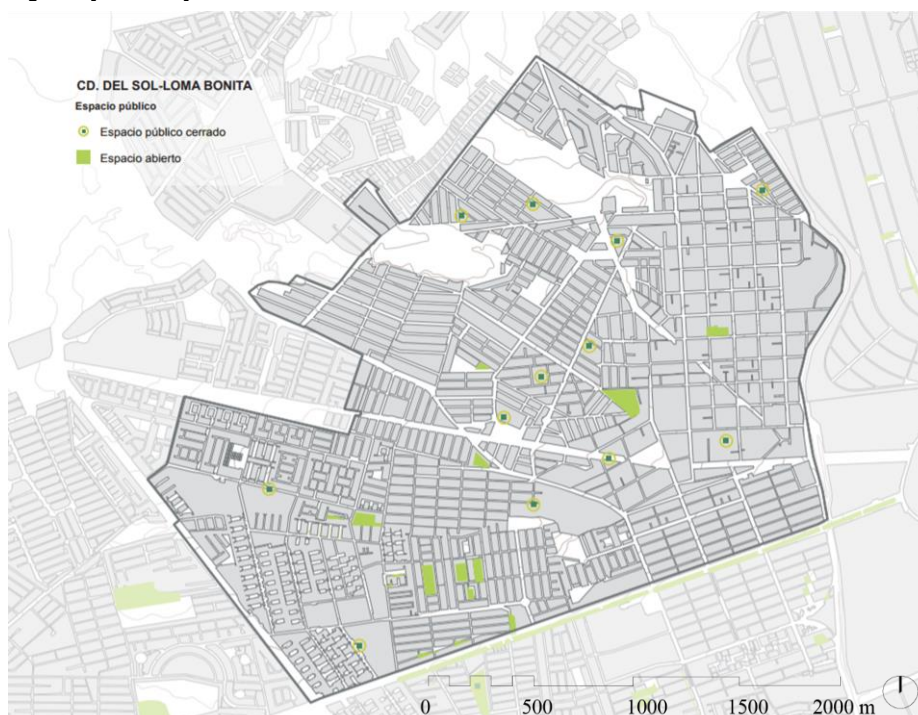 CD. DEL SOL-LOMA BONITA
Espacio público
Espacio público cerrado
Espacio abierto
0 500 1000 1500 2000 m